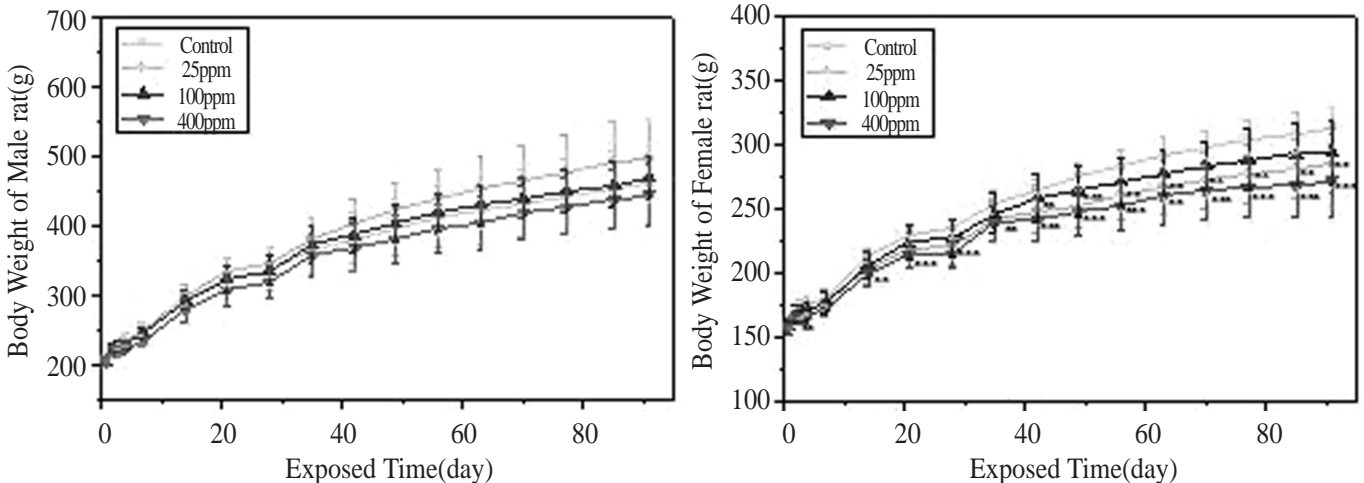 700
600
500
400
300
200
Body Weight of Male rat(g)
Control
25ppm
100ppm
400ppm
0
20
40
60
80
Exposed Time(day)
400
350
300
250
200
150
100
Body Weight of Female rat(g)
Control
25ppm
100ppm
400ppm
0
20
40
60
80
Exposed Time(day)